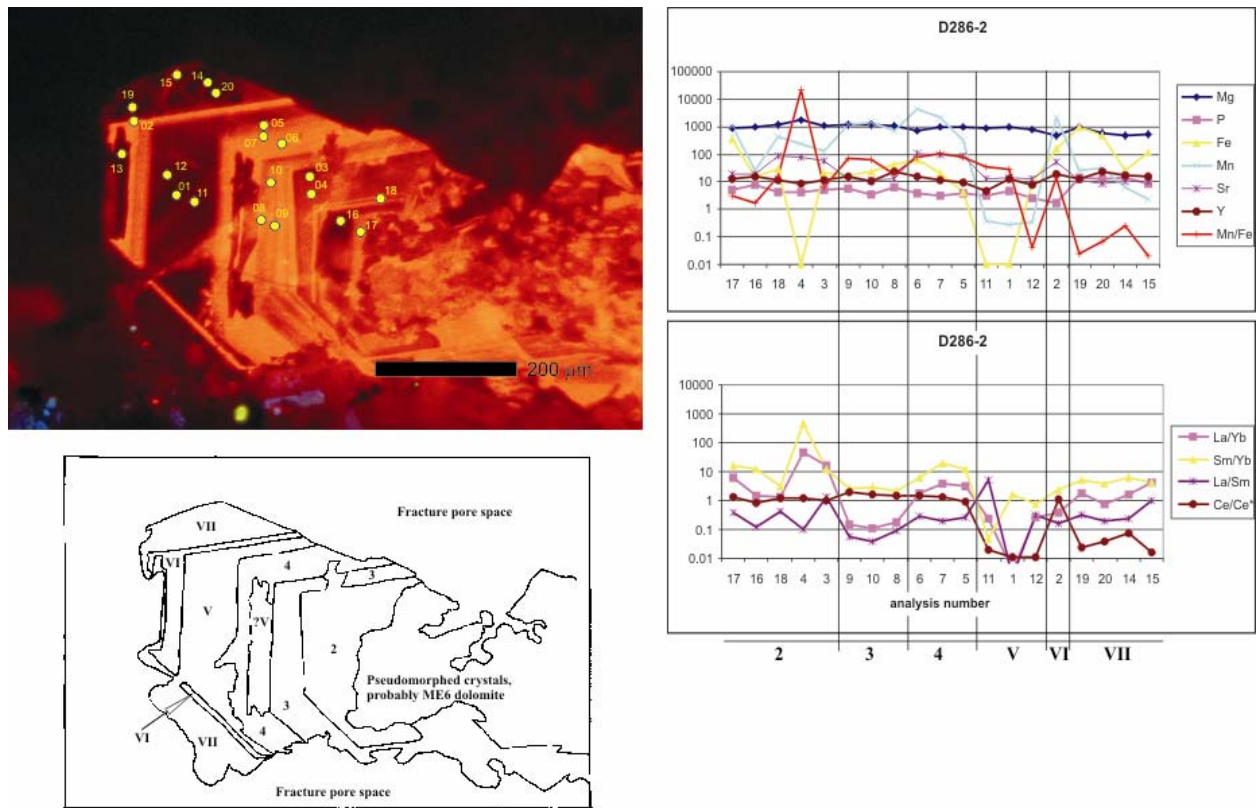 15
14
20
19
02
05
07
06
13
12
10
03
01
11
04
18
08
09
16
17
200 µm
VII
Fracture pore space
VI
4
3
V
?V
2
Pseudomorphed crystals,
probably ME6 dolomite
3
VI
VII
4
Fracture pore space
D286-2
100000
10000
1000
100
10
1
0.1
0.01
17 16 18 4 3 9 10 8 6 7 5 11 1 12 2 19 20 14 15
Mg
P
Fe
Mn
Sr
Y
Mn/Fe
D286-2
10000
1000
100
10
1
0.1
0.01
17 16 18 4 3 9 10 8 6 7 5 11 1 12 2 19 20 14 15
analysis number
La/Yb
Sm/Yb
La/Sm
Ce/Ce*
2 3 4 V VI VII